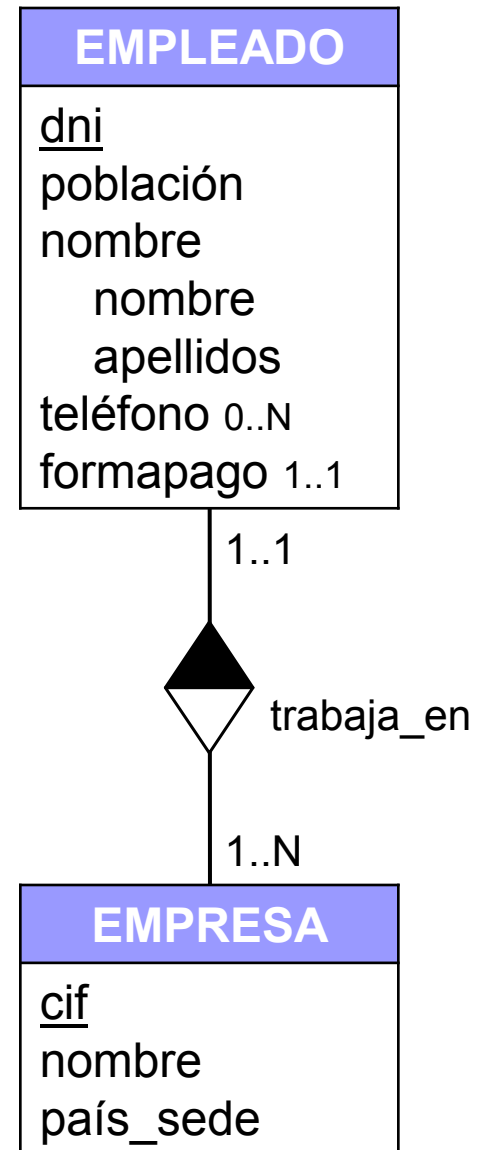 EMPLEADO
dni
población
nombre
nombre
apellidos
teléfono 0..N
formapago 1..1
1..1
trabaja_en
1..N
EMPRESA
cif
nombre
país_sede